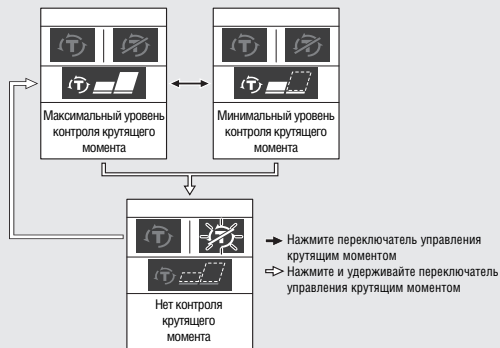 Максимальный уровень
контроля крутящего
момента
Минимальный уровень
контроля крутящего
момента
Нет контроля
крутящего
момента
Нажмите переключатель управления
крутящим моментом
Нажмите и удерживайте переключатель
управления крутящим моментом